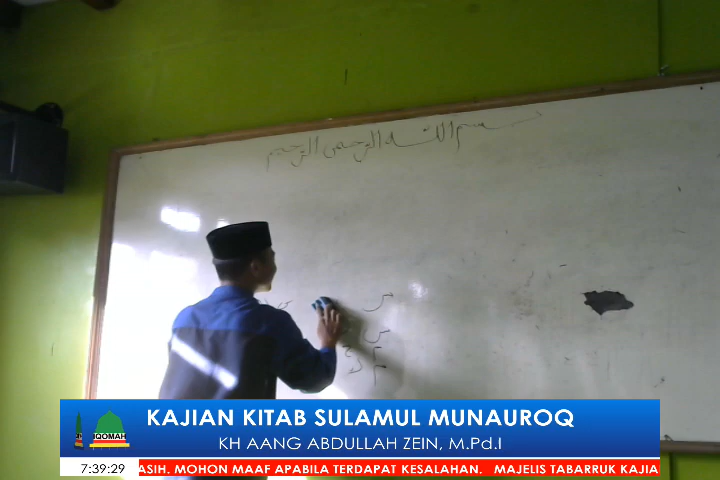 بسم الله الرحمن الرحيم
س
س
KAJIAN KITAB SULAMUL MUNAUROQ
KH AANG ABDULLAH ZEIN, M.Pd.I
IQOMAH
7:39:29 ASIH. MOHON MAAF APABILA TERDAPAT KESALAHAN. MAJELIS TABARRUK KAJIA